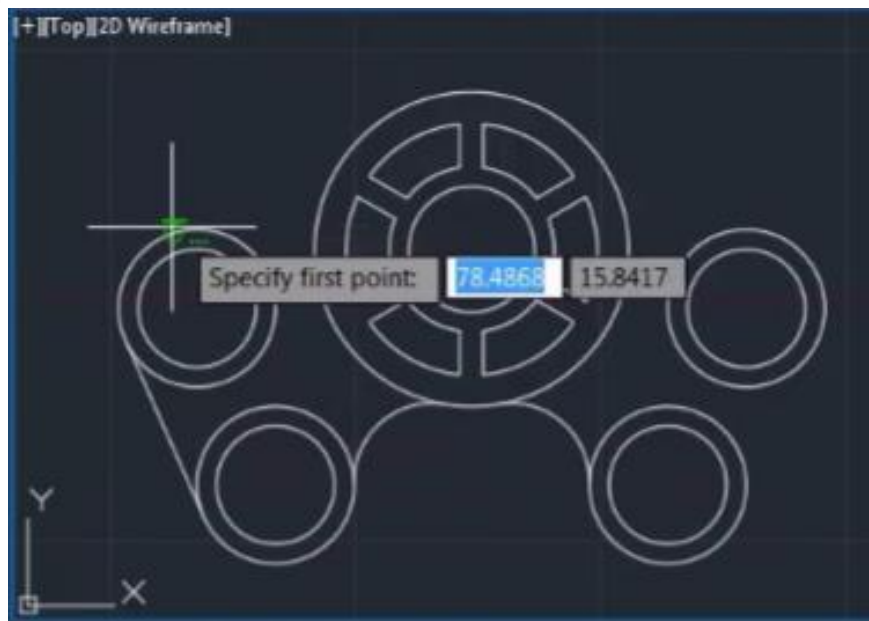 [+][Top][2D Wireframe]
Specify first point: 78.4868 15.8417
Y
X